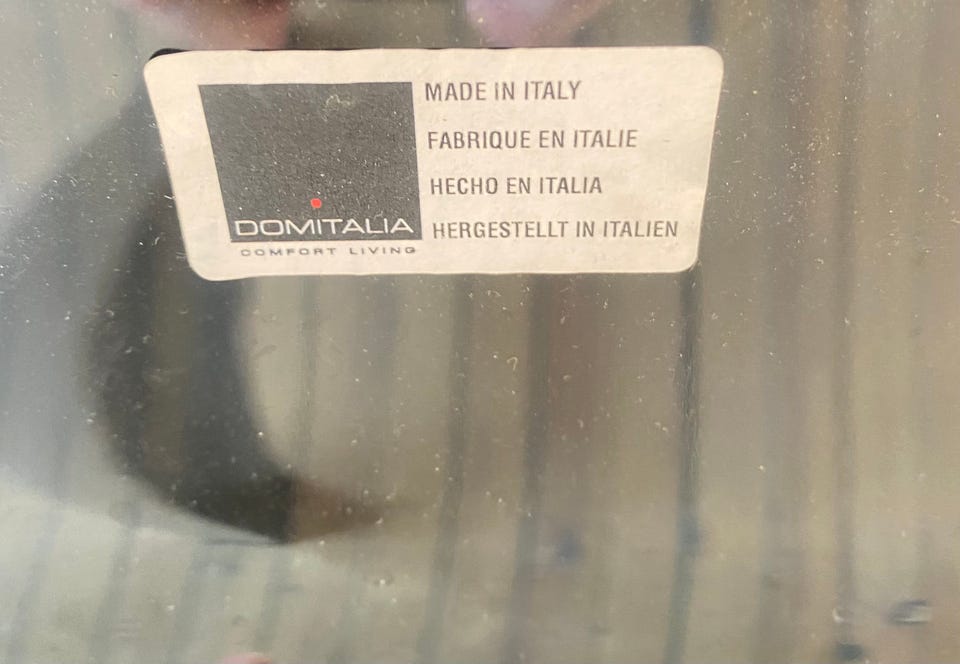 DOMITALIA
COMFORT LIVING
MADE IN ITALY
FABRIQUE EN ITALIE
HECHO EN ITALIA
HERGESTELLT IN ITALIEN